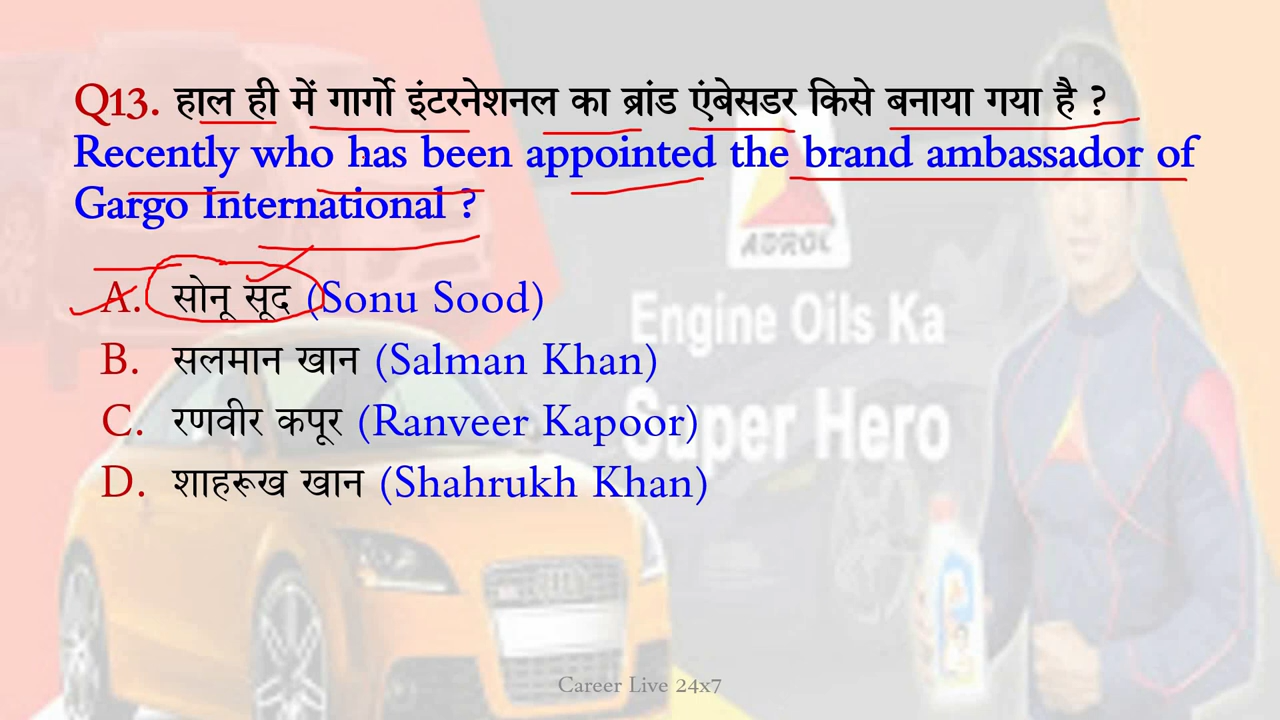 Q13. हाल ही में गार्गो इंटरनेशनल का ब्रांड एंबेसडर किसे बनाया गया है ?
Recently who has been appointed the brand ambassador of
Gargo International ?
A. सोनू सूद (Sonu Sood)
B. सलमान खान (Salman Khan)
C. रणवीर कपूर (Ranveer Kapoor)
D. शाहरूख खान (Shahrukh Khan)
ADROL
Engine Oils Ka
Super Hero
Career Live 24x7